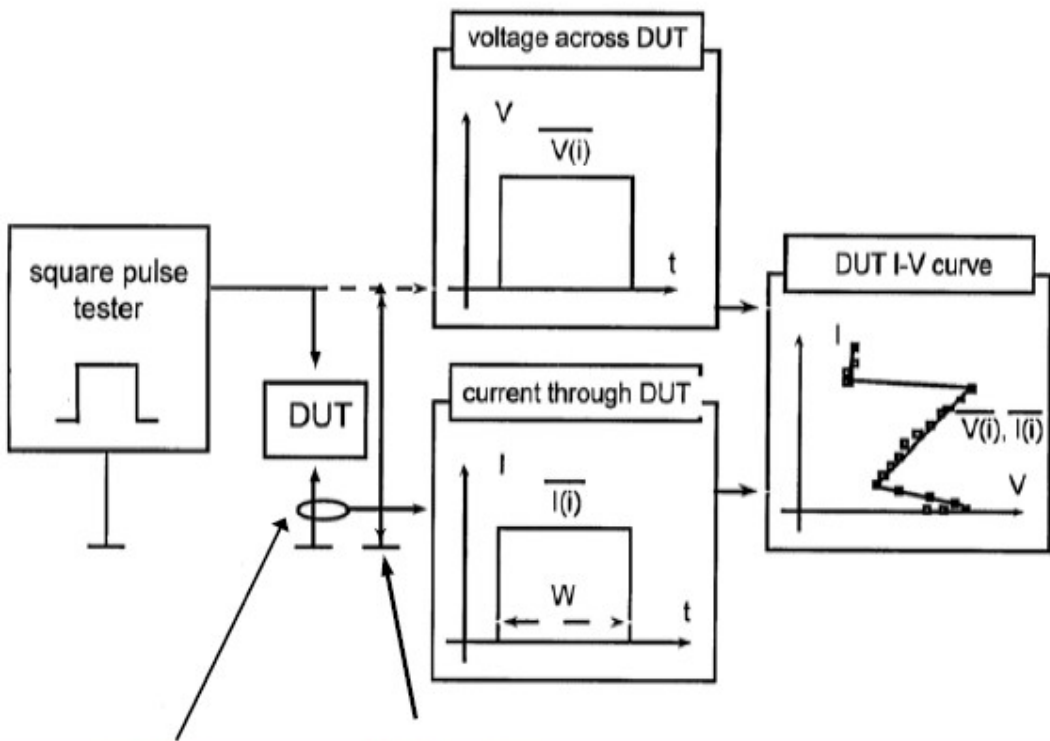 voltage across DUT
V
V(i)
t
square pulse
tester
DUT
current through DUT
I
I(i)
W
t
DUT I-V curve
I
V(i), I(i)
V